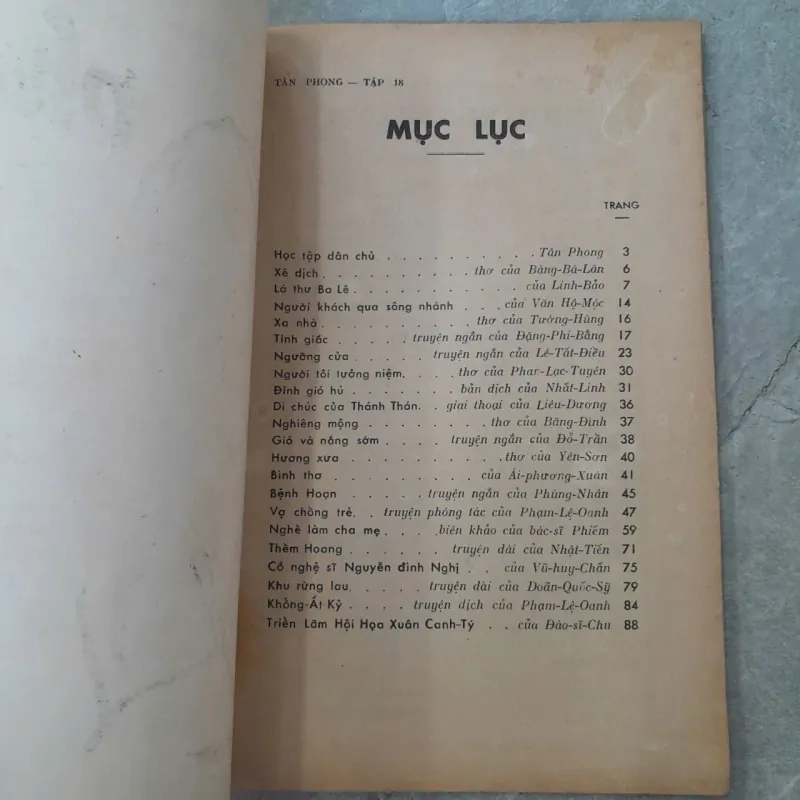 TÂN PHONG — TẬP 18
MỤC LỤC
TRANG
Học tập dân chủ . . . . . . . . . . Tân Phong 3
Xê dịch . . . . . . . . . . thơ của Bàng-Bá-Lân 6
Lá thư Ba Lê . . . . . . . . . . của Linh-Bảo 7
Người khách qua sông nhánh . . . của Văn Hộ-Mộc 14
Xa nhà . . . . . . . . . . thơ của Tường-Hùng 16
Tỉnh giấc . . . . . . truyện ngắn của Đặng-Phi-Bằng 17
Ngưỡng cửa . . . . . truyện ngắn của Lê-Tất-Điều 23
Người tôi tưởng niệm . . . . thơ của Phan-Lạc-Tuyên 30
Đỉnh gió hú . . . . . . . bản dịch của Nhất-Linh 31
Di chúc của Thánh Thán . . giai thoại của Liêu-Dương 36
Nghiêng mộng . . . . . . . . thơ của Băng-Đình 37
Gió và nắng sớm . . . . truyện ngắn của Đỗ-Trần 38
Hương xưa . . . . . . . . . . thơ của Yên-Sơn 40
Bình thơ . . . . . . . . . của Ái-phương-Xuân 41
Bệnh Hoạn . . . . . truyện ngắn của Phùng-Nhân 45
Vợ chồng trẻ . . truyện phóng tác của Phạm-Lệ-Oanh 47
Nghề làm cha mẹ . . . . biên khảo của bác-sĩ Phiếm 59
Thềm Hoang . . . . . . truyện dài của Nhật-Tiến 71
Cố nghệ sĩ Nguyễn đình Nghị . . của Vũ-huy-Chấn 75
Khu rừng lau . . . . . truyện dài của Doãn-Quốc-Sỹ 79
Khổng-Ất-Kỷ . . . . truyện dịch của Phạm-Lệ-Oanh 84
Triển Lãm Hội Họa Xuân Canh-Tý . . của Đào-sĩ-Chu 88